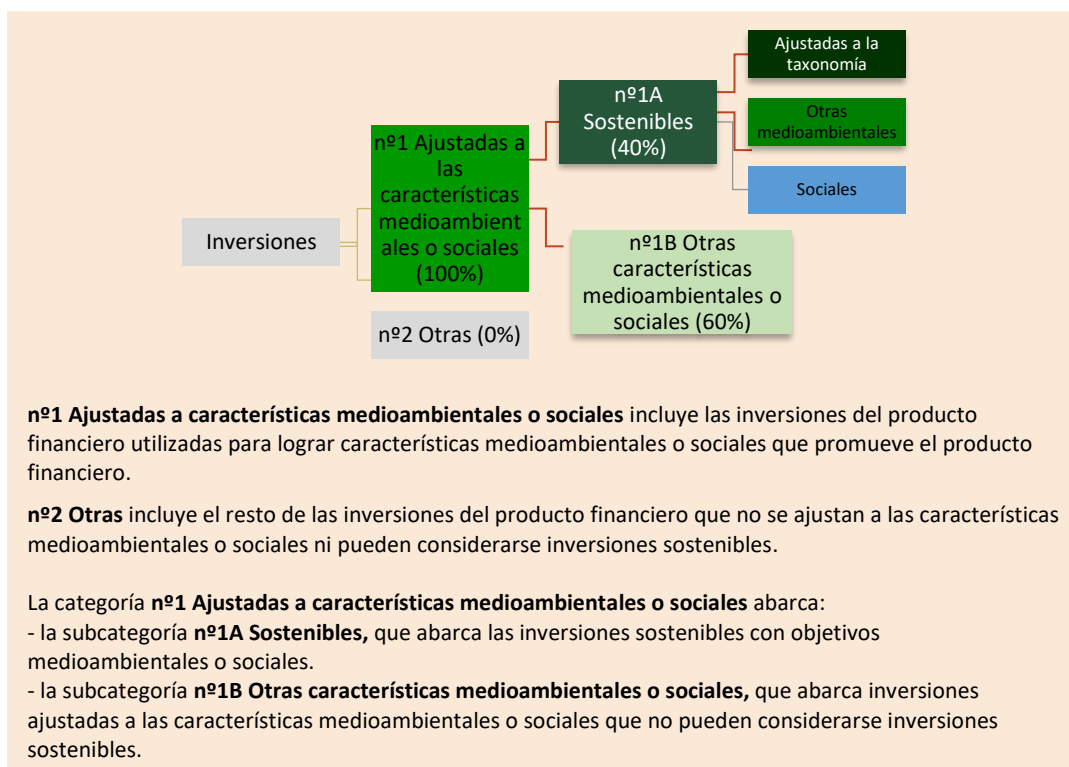 Ajustadas a la
taxonomía
nº1A
Sostenibles
(40%)
Otras
medioambientales
nº1 Ajustadas a
las
características
medioambient
ales o sociales
(100%)
Sociales
Inversiones
nº1B Otras
características
medioambientales o
sociales (60%)
nº2 Otras (0%)
nº1 Ajustadas a características medioambientales o sociales incluye las inversiones del producto
financiero utilizadas para lograr características medioambientales o sociales que promueve el producto
financiero.
nº2 Otras incluye el resto de las inversiones del producto financiero que no se ajustan a las características
medioambientales o sociales ni pueden considerarse inversiones sostenibles.
La categoría nº1 Ajustadas a características medioambientales o sociales abarca:
- la subcategoría nº1A Sostenibles, que abarca las inversiones sostenibles con objetivos
medioambientales o sociales.
- la subcategoría nº1B Otras características medioambientales o sociales, que abarca inversiones
ajustadas a las características medioambientales o sociales que no pueden considerarse inversiones
sostenibles.